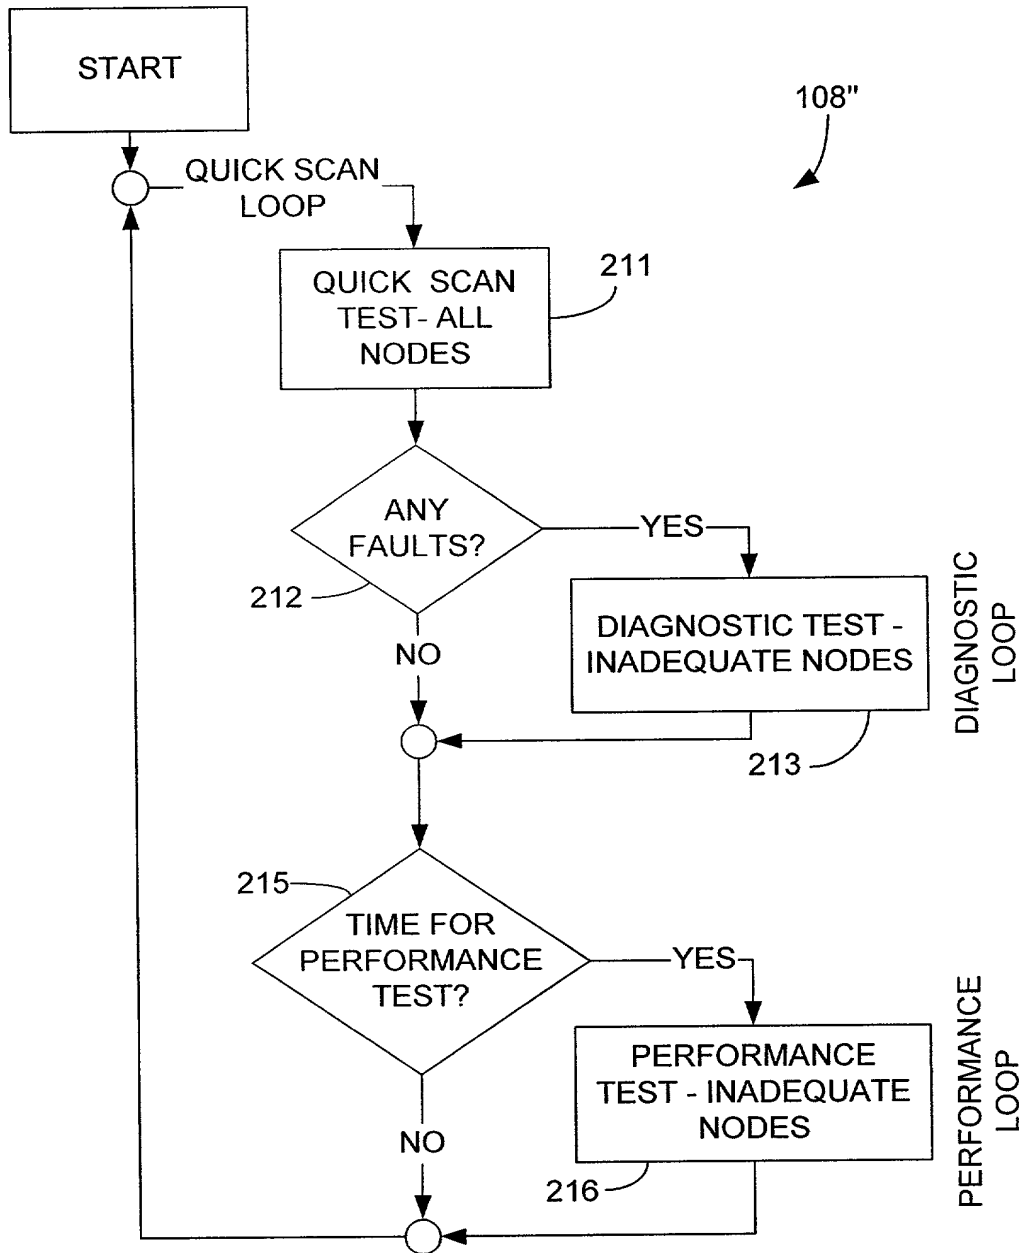 START
108"
QUICK SCAN
LOOP
QUICK SCAN
TEST- ALL
NODES
211
ANY
FAULTS?
YES
212
NO
DIAGNOSTIC TEST -
INADEQUATE NODES
DIAGNOSTIC
LOOP
213
215
TIME FOR
PERFORMANCE
TEST?
YES
NO
PERFORMANCE
TEST - INADEQUATE
NODES
PERFORMANCE
LOOP
216